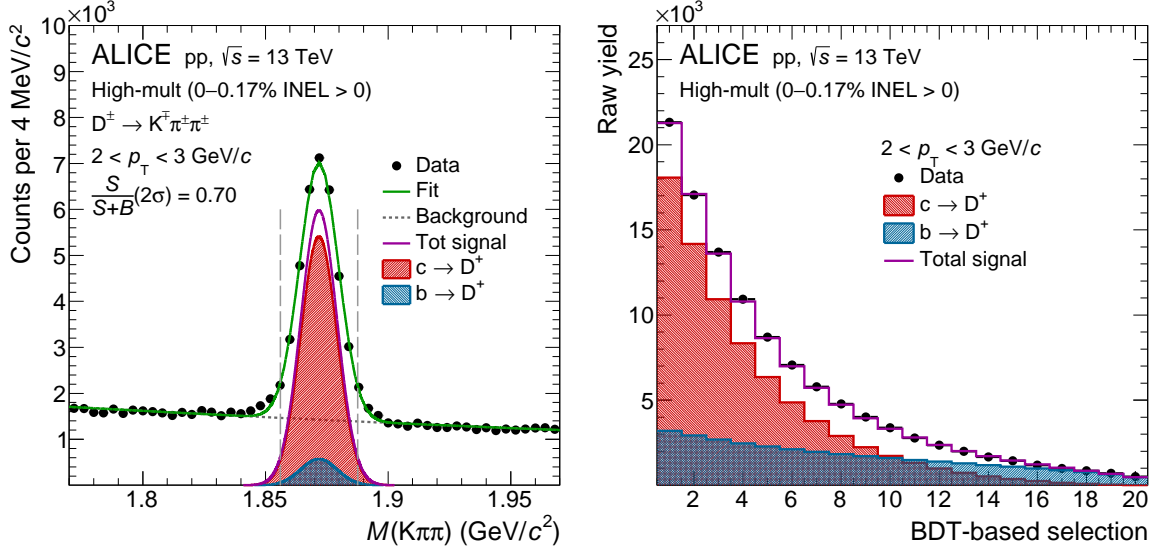 ×10³
ALICE pp, √s = 13 TeV
High-mult (0–0.17% INEL > 0)
D± → K∓π±π±
2 < pT < 3 GeV/c
S/(S+B) (2σ) = 0.70
Data
Fit
Background
Tot signal
c → D⁺
b → D⁺
Counts per 4 MeV/c²
10
9
8
7
6
5
4
3
2
1
1.8
1.85
1.9
1.95
M(Kππ) (GeV/c²)
×10³
ALICE pp, √s = 13 TeV
High-mult (0–0.17% INEL > 0)
2 < pT < 3 GeV/c
Data
c → D⁺
b → D⁺
Total signal
Raw yield
25
20
15
10
5
2 4 6 8 10 12 14 16 18 20
BDT-based selection